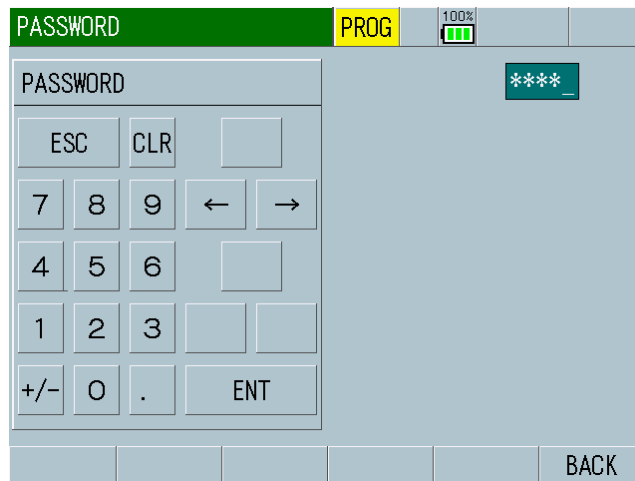 PASSWORD PROG 100%
PASSWORD ****_
ESC CLR
7 8 9 ← →
4 5 6
1 2 3
+/- 0 . ENT
BACK